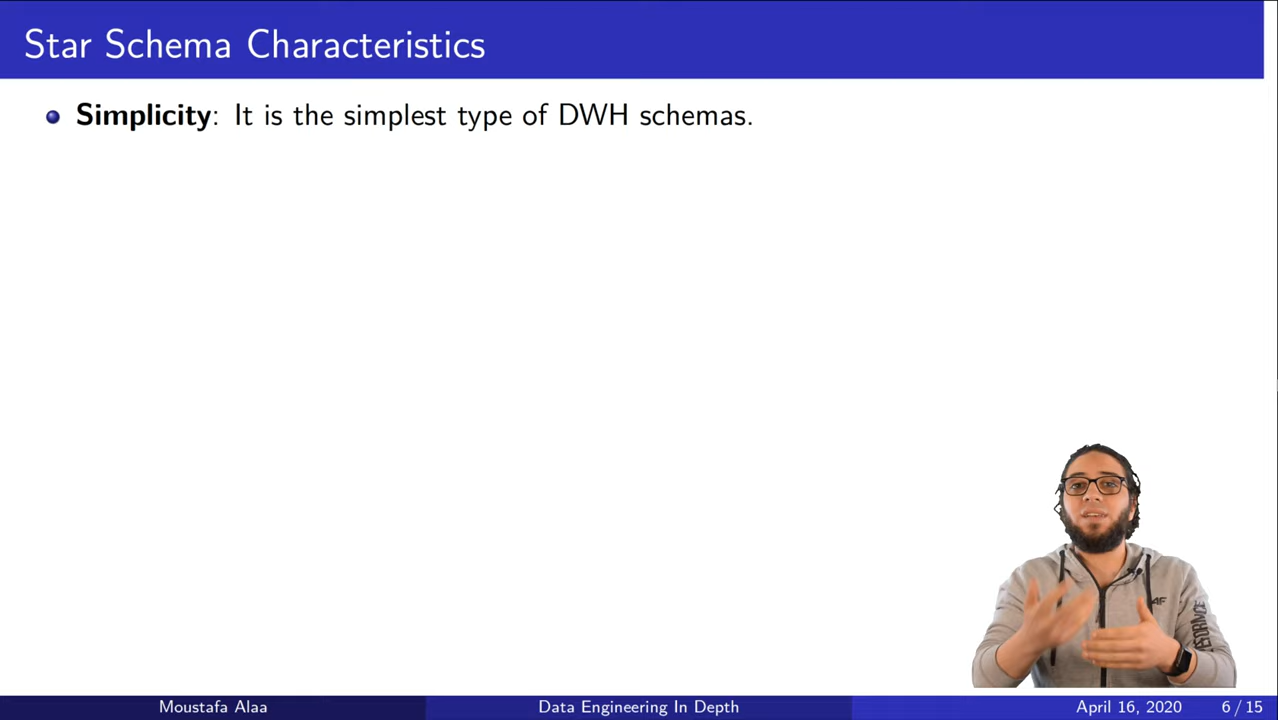 Star Schema Characteristics
Simplicity: It is the simplest type of DWH schemas.
AF
Moustafa Alaa
Data Engineering In Depth
April 16, 2020
6 / 15